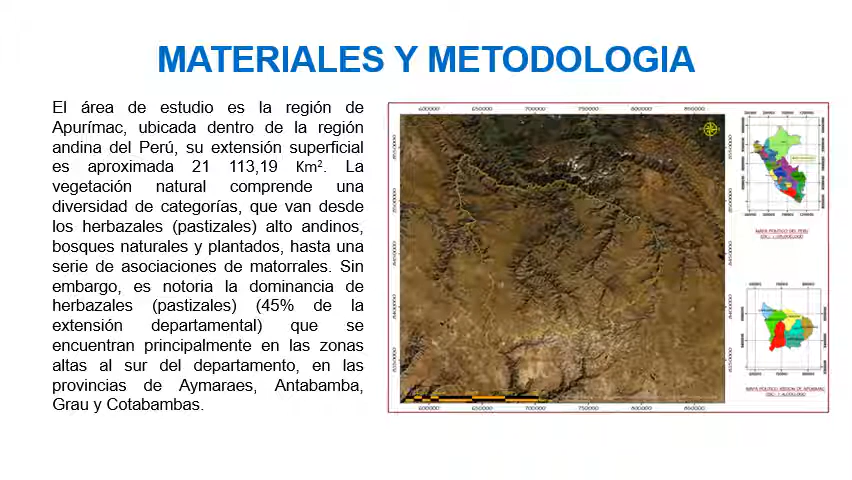 MATERIALES Y METODOLOGIA
El área de estudio es la región de
Apurímac, ubicada dentro de la región
andina del Perú, su extensión superficial
es aproximada 21 113,19 Km².  La
vegetación natural comprende una
diversidad de categorías, que van desde
los herbazales (pastizales) alto andinos,
bosques naturales y plantados, hasta una
serie de asociaciones de matorrales. Sin
embargo, es notoria la dominancia de
herbazales (pastizales) (45% de la
extensión departamental) que se
encuentran principalmente en las zonas
altas al sur del departamento, en las
provincias de Aymaraes, Antabamba,
Grau y Cotabambas.
600000 650000 700000 750000 800000 850000
600000 650000 700000 750000 800000 850000
MAPA POLITICO DEL PERU